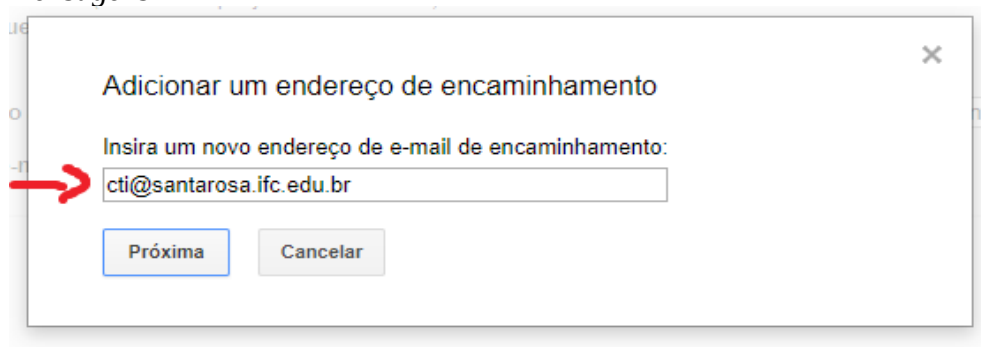 Adicionar um endereço de encaminhamento
Insira um novo endereço de e-mail de encaminhamento:
cti@santarosa.ifc.edu.br
Próxima
Cancelar